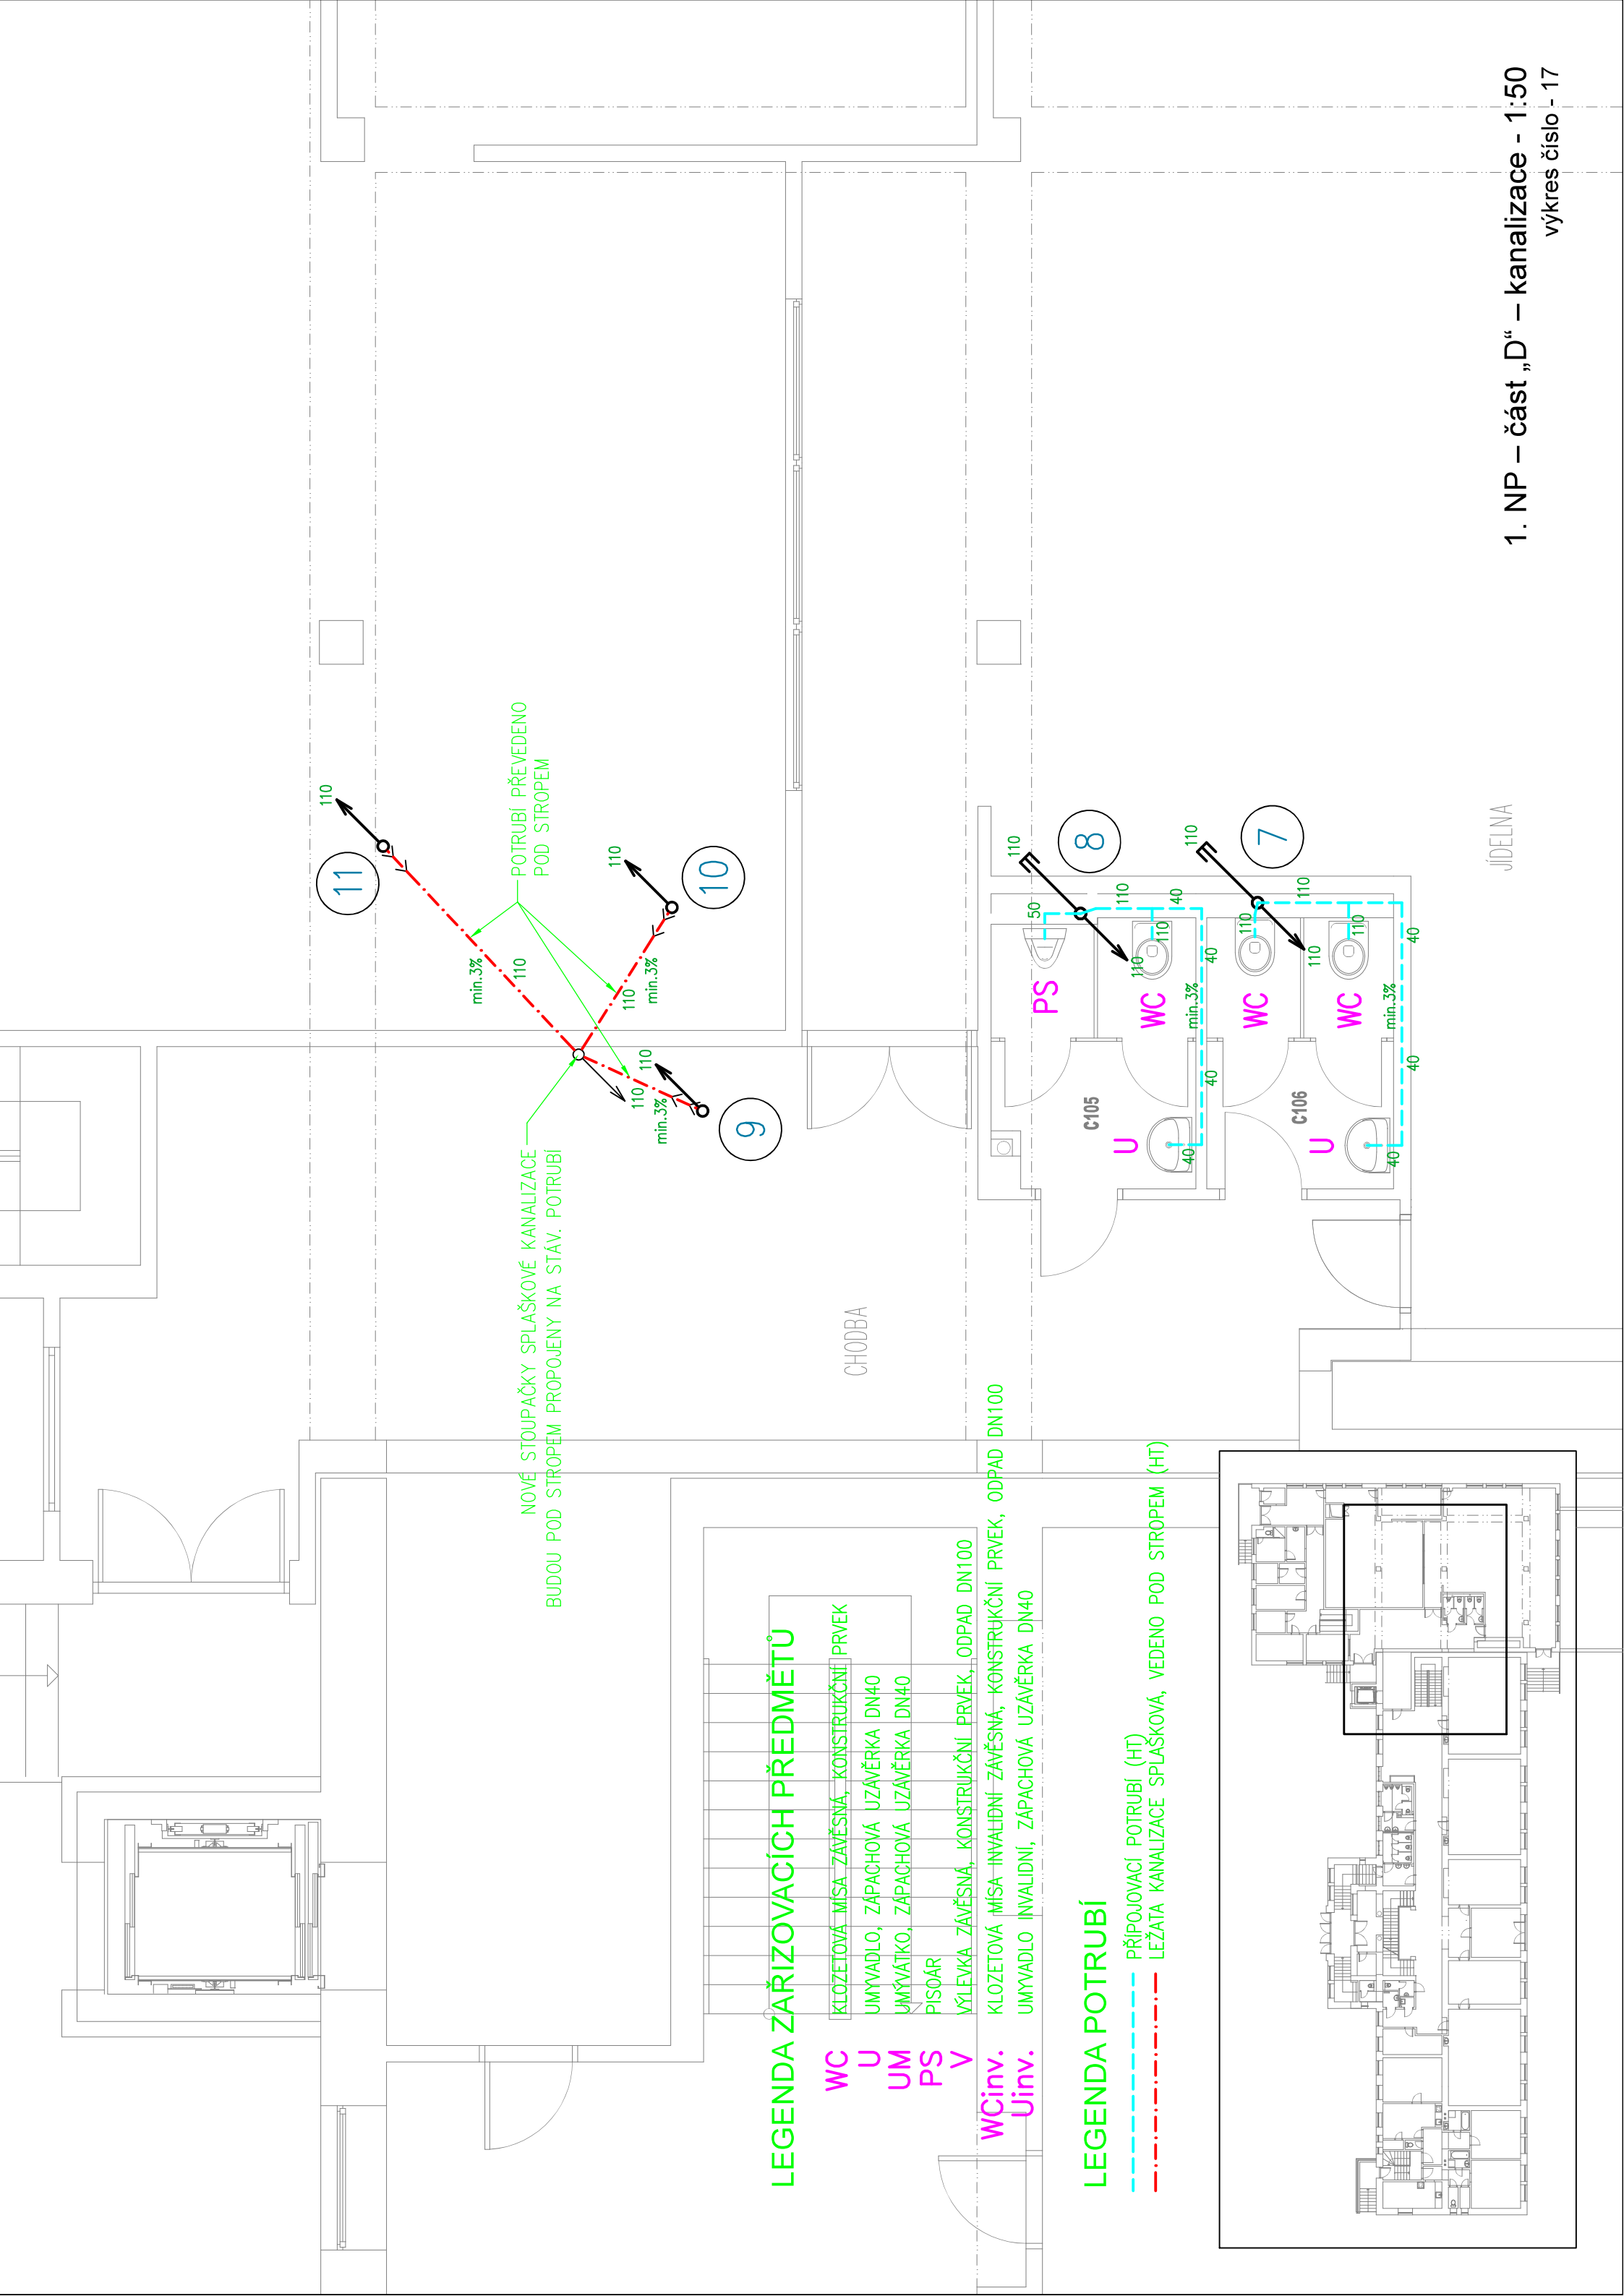 1. NP – část „D“ – kanalizace - 1:50
výkres číslo - 17
NOVÉ STOUPAČKY SPLAŠKOVÉ KANALIZACE
BUDOU POD STROPEM PROPOJENY NA STÁV. POTRUBÍ
POTRUBÍ PŘEVEDENO
POD STROPEM
11
110
min.3%
110
10
110
110
min.3%
9
110
110
min.3%
CHODBA
JÍDELNA
8
110
50
110
40
110
110
PS
WC
40
min.3%
40
40
U
C105
7
110
110
110
110
110
WC
WC
40
min.3%
40
40
U
C106
LEGENDA ZAŘIZOVACÍCH PŘEDMĚTŮ
WC KLOZETOVÁ MÍSA ZÁVĚSNÁ, KONSTRUKČNÍ PRVEK
U UMYVADLO, ZÁPACHOVÁ UZÁVĚRKA DN40
UM UMÝVÁTKO, ZÁPACHOVÁ UZÁVĚRKA DN40
PS PISOÁR
V VÝLEVKA ZÁVĚSNÁ, KONSTRUKČNÍ PRVEK, ODPAD DN100
WCinv. KLOZETOVÁ MÍSA INVALIDNÍ ZÁVĚSNÁ, KONSTRUKČNÍ PRVEK, ODPAD DN100
Uinv. UMYVADLO INVALIDNÍ, ZÁPACHOVÁ UZÁVĚRKA DN40
LEGENDA POTRUBÍ
PŘÍPOJOVACÍ POTRUBÍ (HT)
LEŽATA KANALIZACE SPLAŠKOVÁ, VEDENO POD STROPEM (HT)